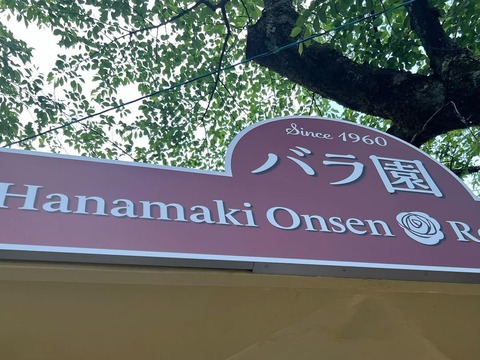 Since 1960
バラ園
Hanamaki Onsen